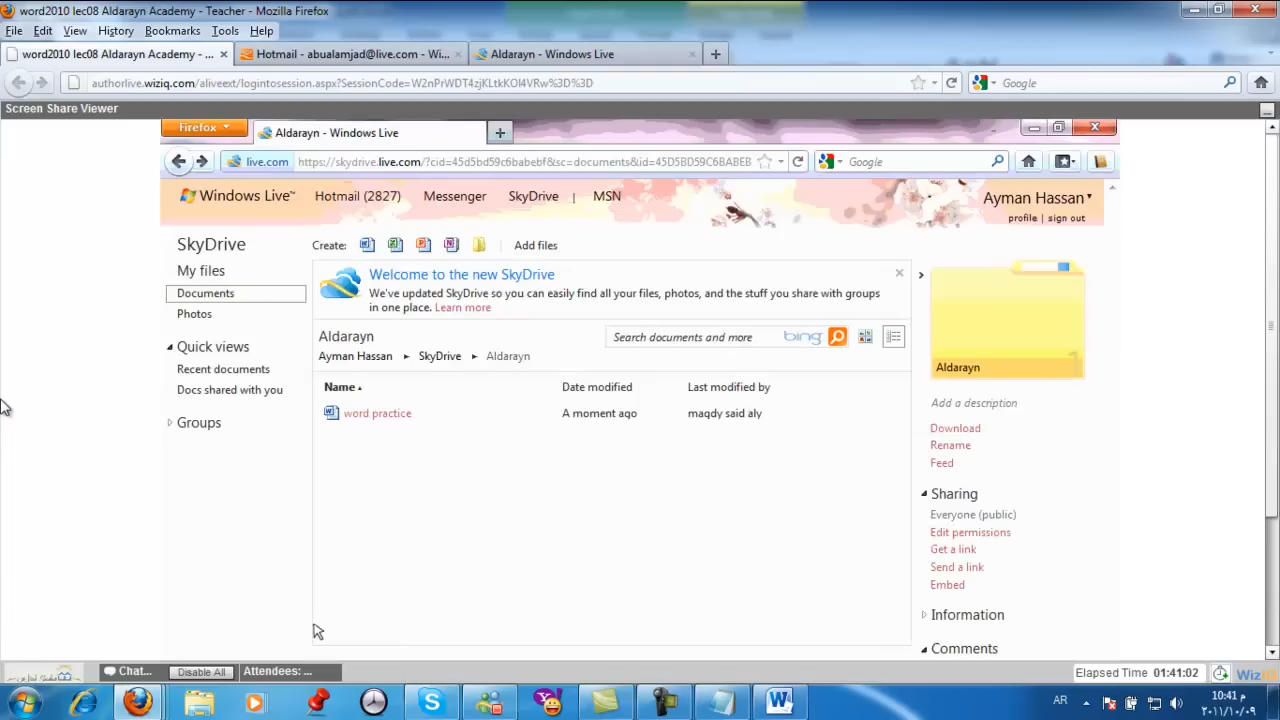 word2010 lec08 Aldarayn Academy - Teacher - Mozilla Firefox
File Edit View History Bookmarks Tools Help
word2010 lec08 Aldarayn Academy - ... Hotmail - abualamjad@live.com - Wi... Aldarayn - Windows Live
authorlive.wiziq.com/aliveext/logintosession.aspx?SessionCode=W2nPrWDT4zjKLtkKOl4VRw%3D%3D Google
Screen Share Viewer
Firefox Aldarayn - Windows Live
live.com https://skydrive.live.com/?cid=45d5bd59c6babebf&sc=documents&id=45D5BD59C6BABEB Google
Windows Live™ Hotmail (2827) Messenger SkyDrive | MSN Ayman Hassan
profile | sign out
SkyDrive Create: Add files
My files
Documents
Photos
Quick views
Recent documents
Docs shared with you
Groups
Welcome to the new SkyDrive
We've updated SkyDrive so you can easily find all your files, photos, and the stuff you share with groups
in one place. Learn more
Aldarayn Search documents and more bing
Ayman Hassan ▸ SkyDrive ▸ Aldarayn
Name Date modified Last modified by
word practice A moment ago maqdy said aly
Aldarayn 1
Add a description
Download
Rename
Feed
Sharing
Everyone (public)
Edit permissions
Get a link
Send a link
Embed
Information
Comments
Chat... Disable All Attendees: ... Elapsed Time 01:41:02
AR 10:41 م
٢٠١١/١٠/٠٩